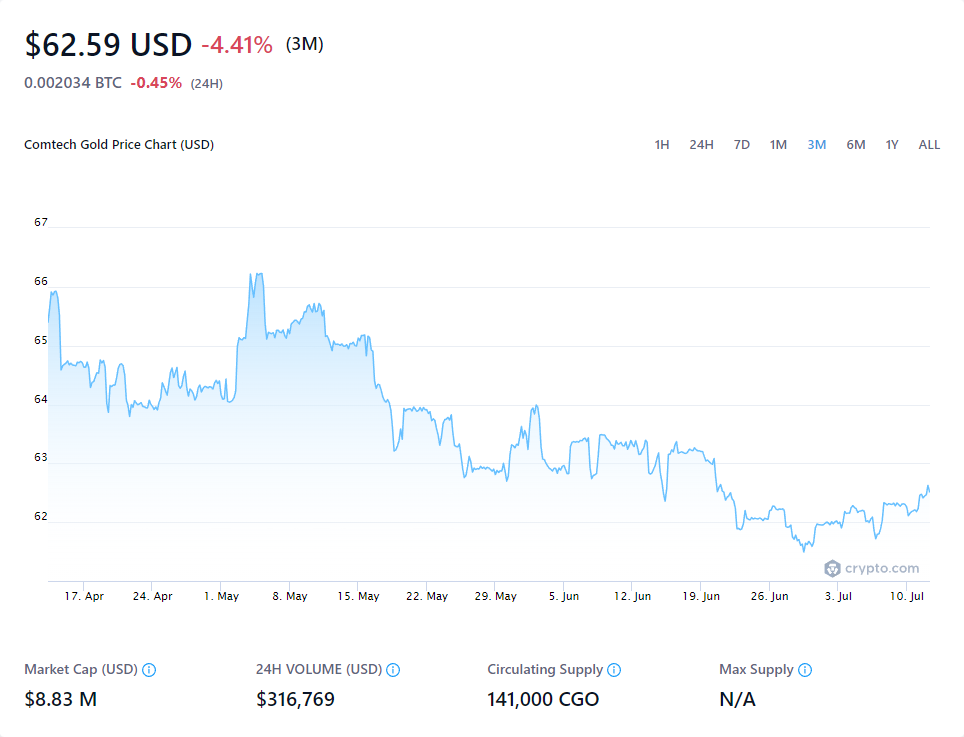 $62.59 USD -4.41% (3M)
0.002034 BTC -0.45% (24H)
Comtech Gold Price Chart (USD) 1H 24H 7D 1M 3M 6M 1Y ALL
67
66
65
64
63
62
crypto.com
17. Apr 24. Apr 1. May 8. May 15. May 22. May 29. May 5. Jun 12. Jun 19. Jun 26. Jun 3. Jul 10. Jul
Market Cap (USD) 24H VOLUME (USD) Circulating Supply Max Supply
$8.83 M $316,769 141,000 CGO N/A